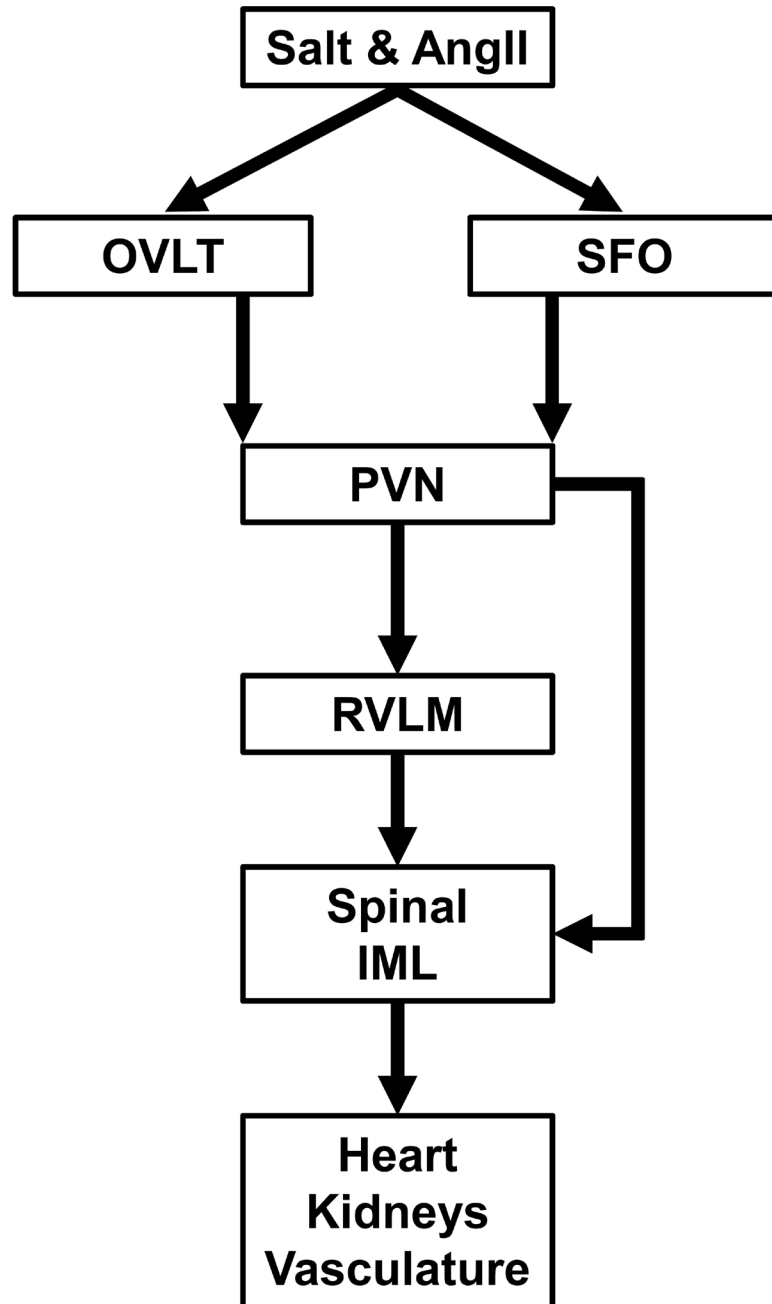 Salt & AngII
OVLT
SFO
PVN
RVLM
Spinal
IML
Heart
Kidneys
Vasculature